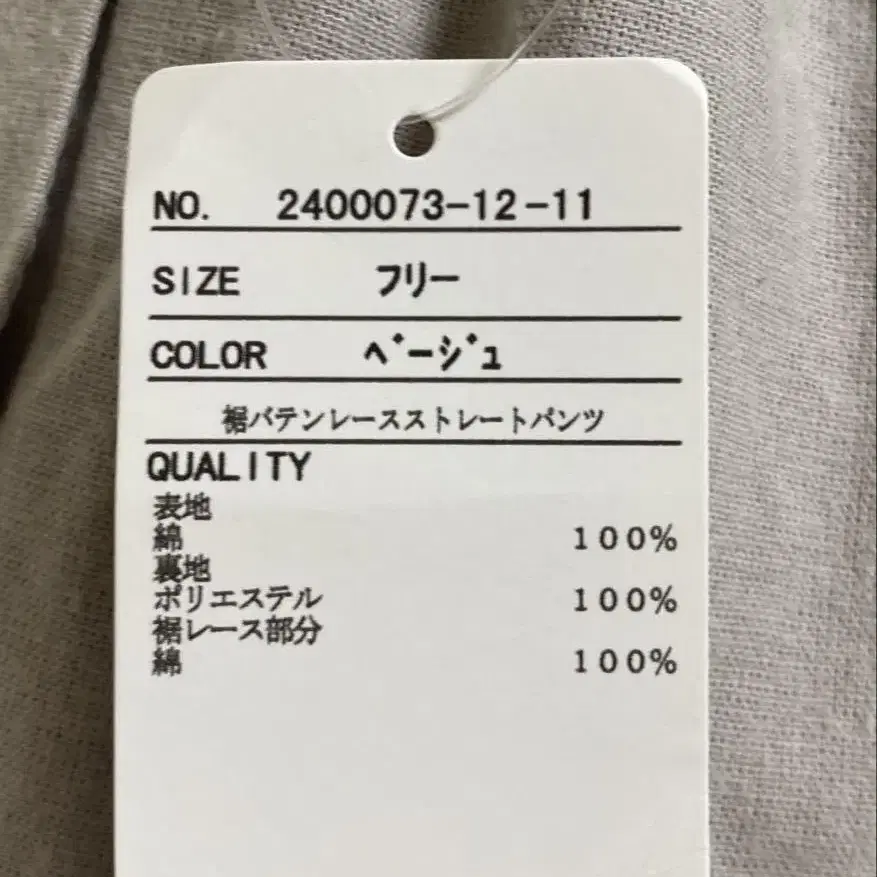 NO. 2400073-12-11
SIZE フリー
COLOR ベージュ
裾バテンレースストレートパンツ
QUALITY
表地
綿 100%
裏地
ポリエステル 100%
裾レース部分
綿 100%